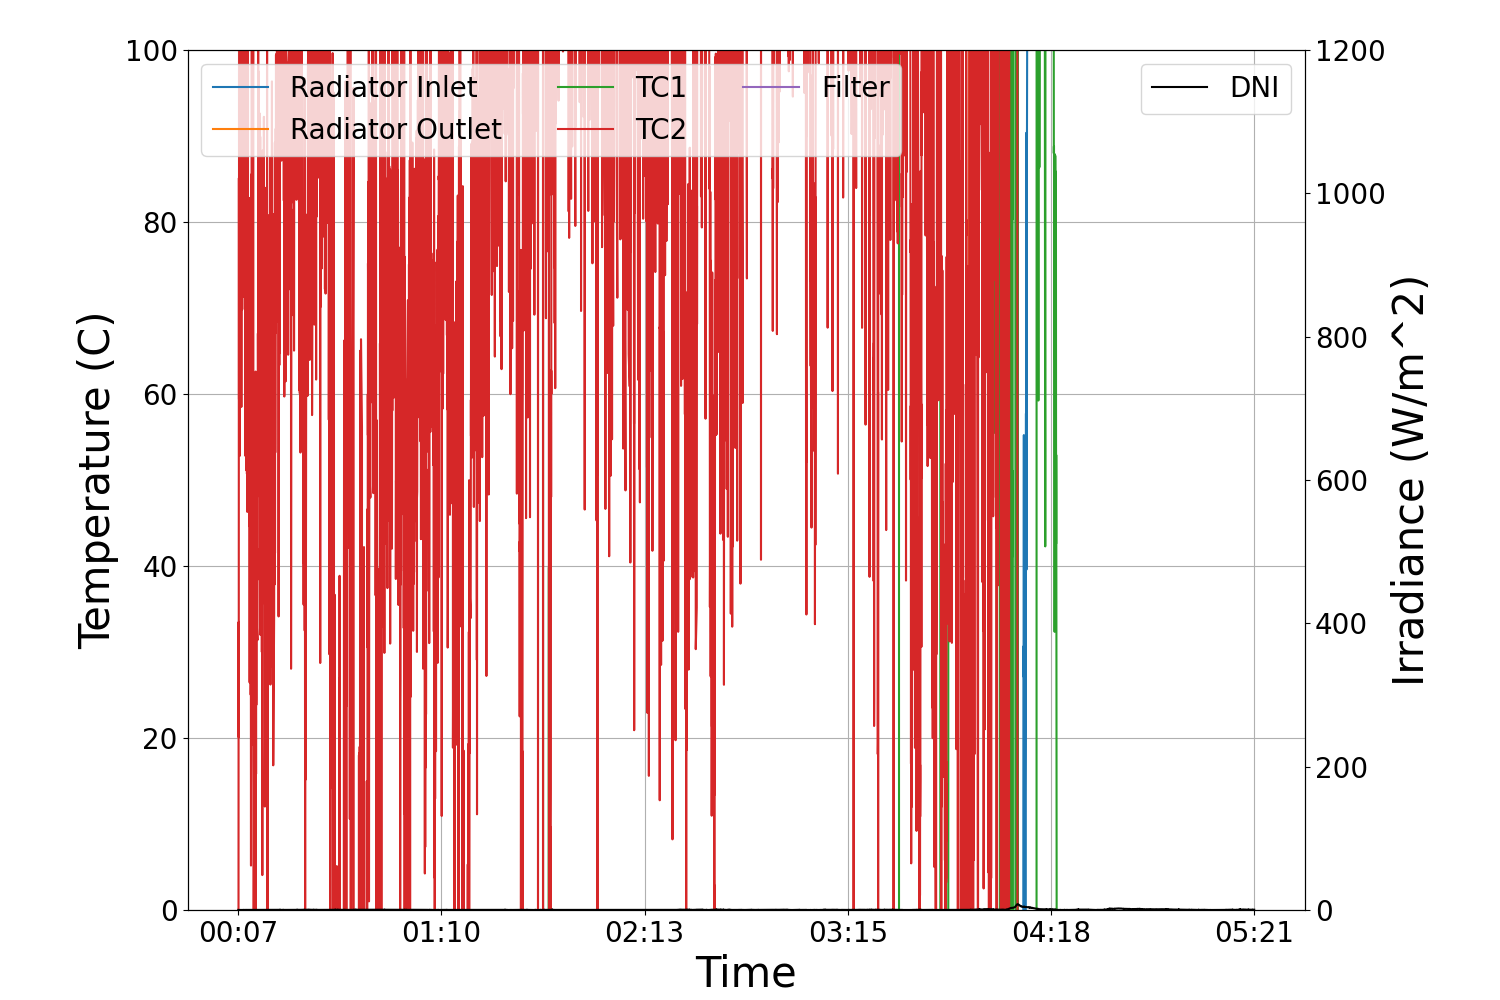 100
80
60
40
20
0
Temperature (C)
Radiator Inlet
Radiator Outlet
TC1
TC2
Filter
DNI
1200
1000
800
600
400
200
0
Irradiance (W/m^2)
00:07
01:10
02:13
03:15
04:18
05:21
Time